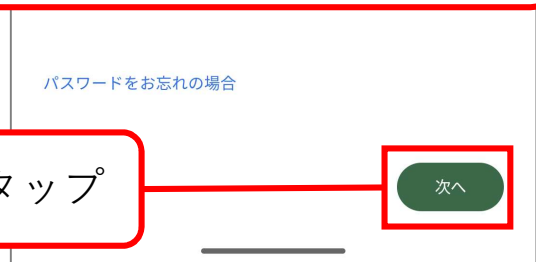 パスワードをお忘れの場合
タップ
次へ